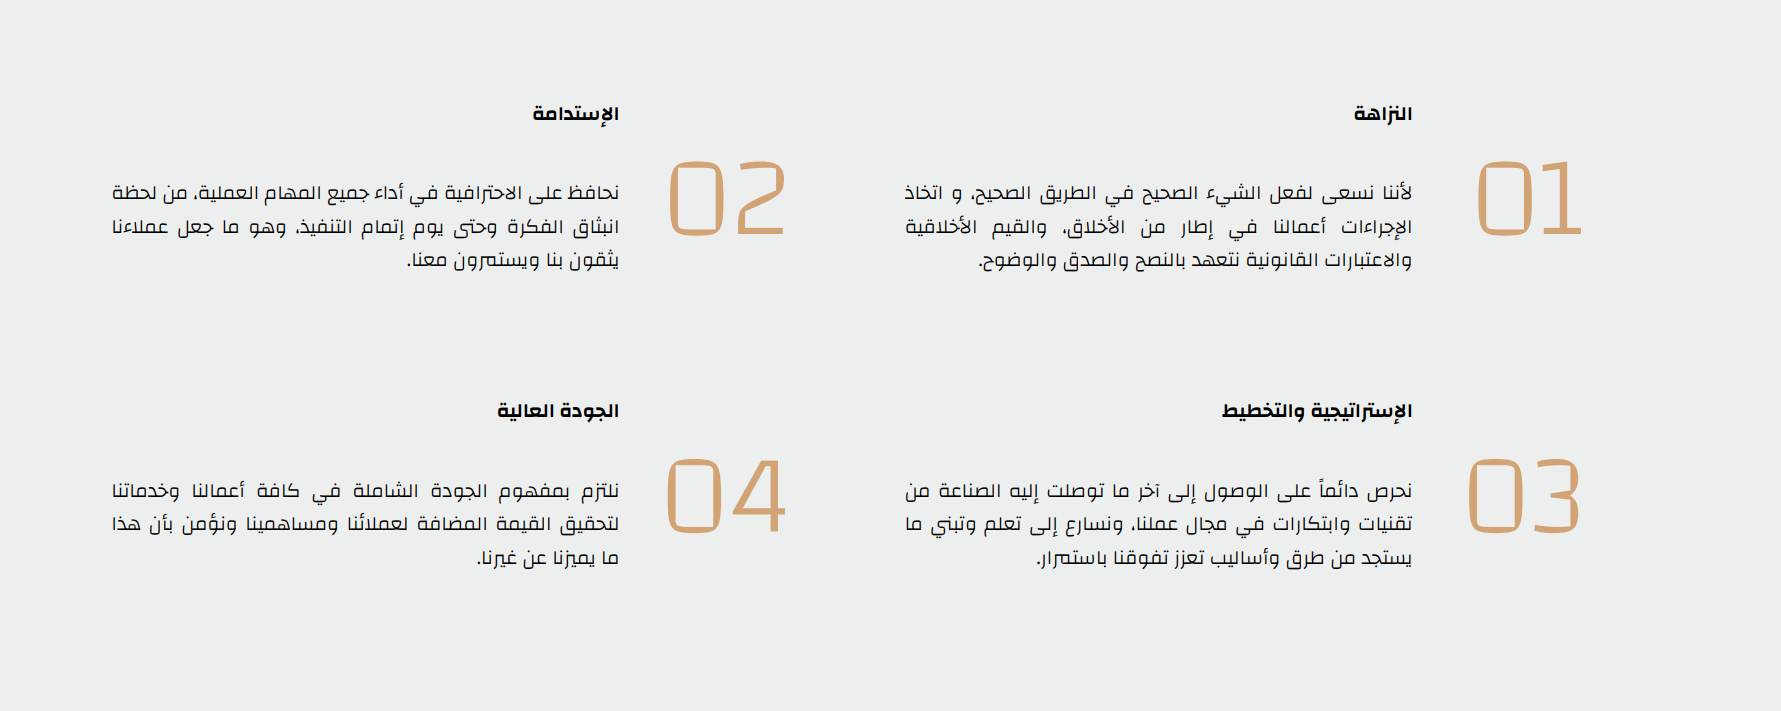 01
النزاهة
لأننا نسعى لفعل الشيء الصحيح في الطريق الصحيح، و اتخاذ
الإجراءات أعمالنا في إطار من الأخلاق، والقيم الأخلاقية
والاعتبارات القانونية نتعهد بالنصح والصدق والوضوح.
02
الإستدامة
نحافظ على الاحترافية في أداء جميع المهام العملية، من لحظة
انبثاق الفكرة وحتى يوم إتمام التنفيذ، وهو ما جعل عملاءنا
يثقون بنا ويستمرون معنا.
03
الإستراتيجية والتخطيط
نحرص دائماً على الوصول إلى آخر ما توصلت إليه الصناعة من
تقنيات وابتكارات في مجال عملنا، ونسارع إلى تعلم وتبني ما
يستجد من طرق وأساليب تعزز تفوقنا باستمرار.
04
الجودة العالية
نلتزم بمفهوم الجودة الشاملة في كافة أعمالنا وخدماتنا
لتحقيق القيمة المضافة لعملائنا ومساهمينا ونؤمن بأن هذا
ما يميزنا عن غيرنا.